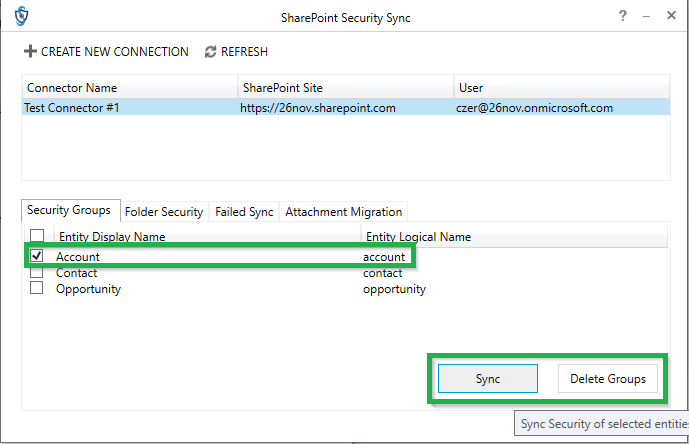 SharePoint Security Sync
?
CREATE NEW CONNECTION REFRESH
Connector Name SharePoint Site User
Test Connector #1 https://26nov.sharepoint.com czer@26nov.onmicrosoft.com
Security Groups Folder Security Failed Sync Attachment Migration
Entity Display Name Entity Logical Name
Account account
Contact contact
Opportunity opportunity
Sync Delete Groups
Sync Security of selected entitie